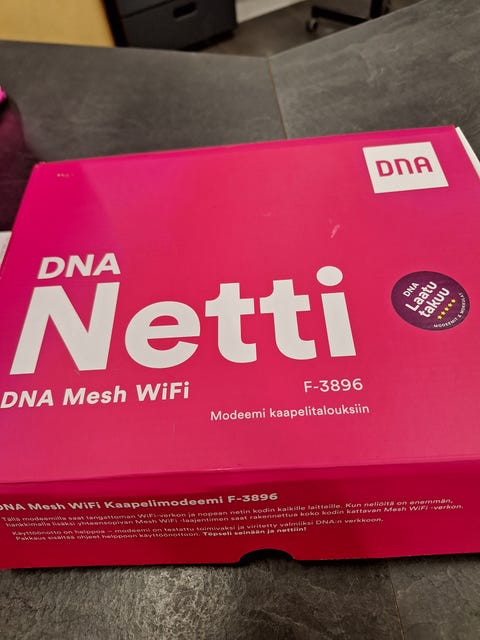 DNA
DNA
Netti
DNA
Laatu
takuu
DNA Mesh WiFi
F-3896
Modeemi kaapelitalouksiin
DNA Mesh WiFi Kaapelimodeemi F-3896
Tällä modeemilla saat langattoman WiFi-verkon ja nopean netin kodin kaikille laitteille. Kun neliöitä on enemmän,
hankkimalla lisäksi yhteensopivan Mesh WiFi -laajentimen saat rakennettua koko kodin kattavan Mesh WiFi -verkon.
Käyttöönotto on helppoa – modeemi on testattu toimivaksi ja viritetty valmiiksi DNA:n verkkoon.
Pakkaus sisältää ohjeet helppoon käyttöönottoon. Töpseli seinään ja nettiin!